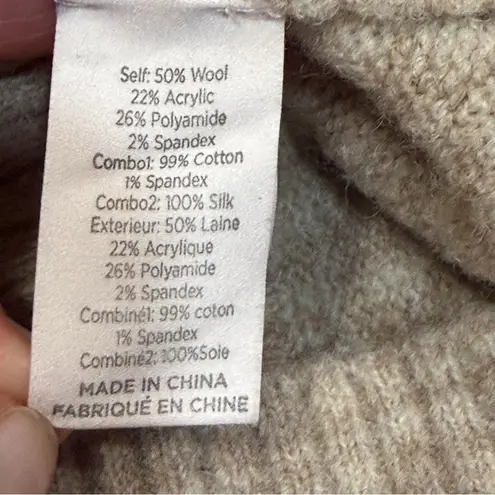 Self: 50% Wool
22% Acrylic
26% Polyamide
2% Spandex
Combo1: 99% Cotton
1% Spandex
Combo2: 100% Silk
Exterieur: 50% Laine
22% Acrylique
26% Polyamide
2% Spandex
Combiné1: 99% coton
1% Spandex
Combiné2: 100%Soie
MADE IN CHINA
FABRIQUÉ EN CHINE